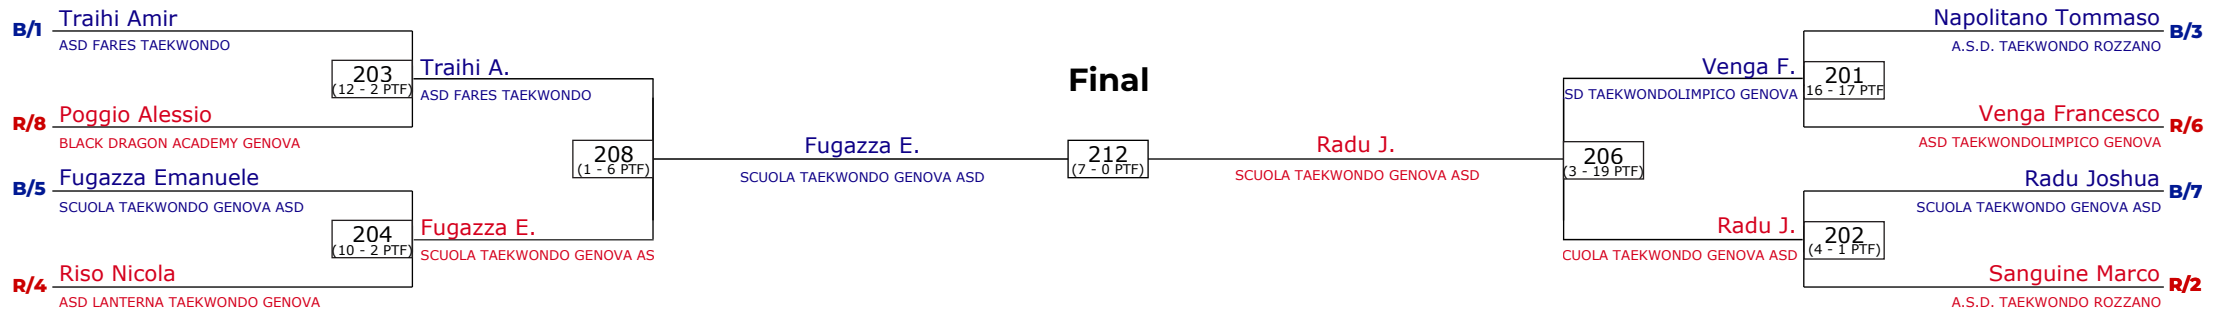 B/1
Traihi Amir
ASD FARES TAEKWONDO
203
(12 - 2 PTF)
R/8
Poggio Alessio
BLACK DRAGON ACADEMY GENOVA
B/5
Fugazza Emanuele
SCUOLA TAEKWONDO GENOVA ASD
204
(10 - 2 PTF)
R/4
Riso Nicola
ASD LANTERNA TAEKWONDO GENOVA
Traihi A.
ASD FARES TAEKWONDO
208
(1 - 6 PTF)
Fugazza E.
SCUOLA TAEKWONDO GENOVA AS
Final
Fugazza E.
SCUOLA TAEKWONDO GENOVA ASD
212
(7 - 0 PTF)
Radu J.
SCUOLA TAEKWONDO GENOVA ASD
Venga F.
SD TAEKWONDOLIMPICO GENOVA
206
(3 - 19 PTF)
Radu J.
CUOLA TAEKWONDO GENOVA ASD
Napolitano Tommaso
B/3
A.S.D. TAEKWONDO ROZZANO
201
16 - 17 PTF
Venga Francesco
R/6
ASD TAEKWONDOLIMPICO GENOVA
Radu Joshua
B/7
SCUOLA TAEKWONDO GENOVA ASD
202
(4 - 1 PTF)
Sanguine Marco
R/2
A.S.D. TAEKWONDO ROZZANO